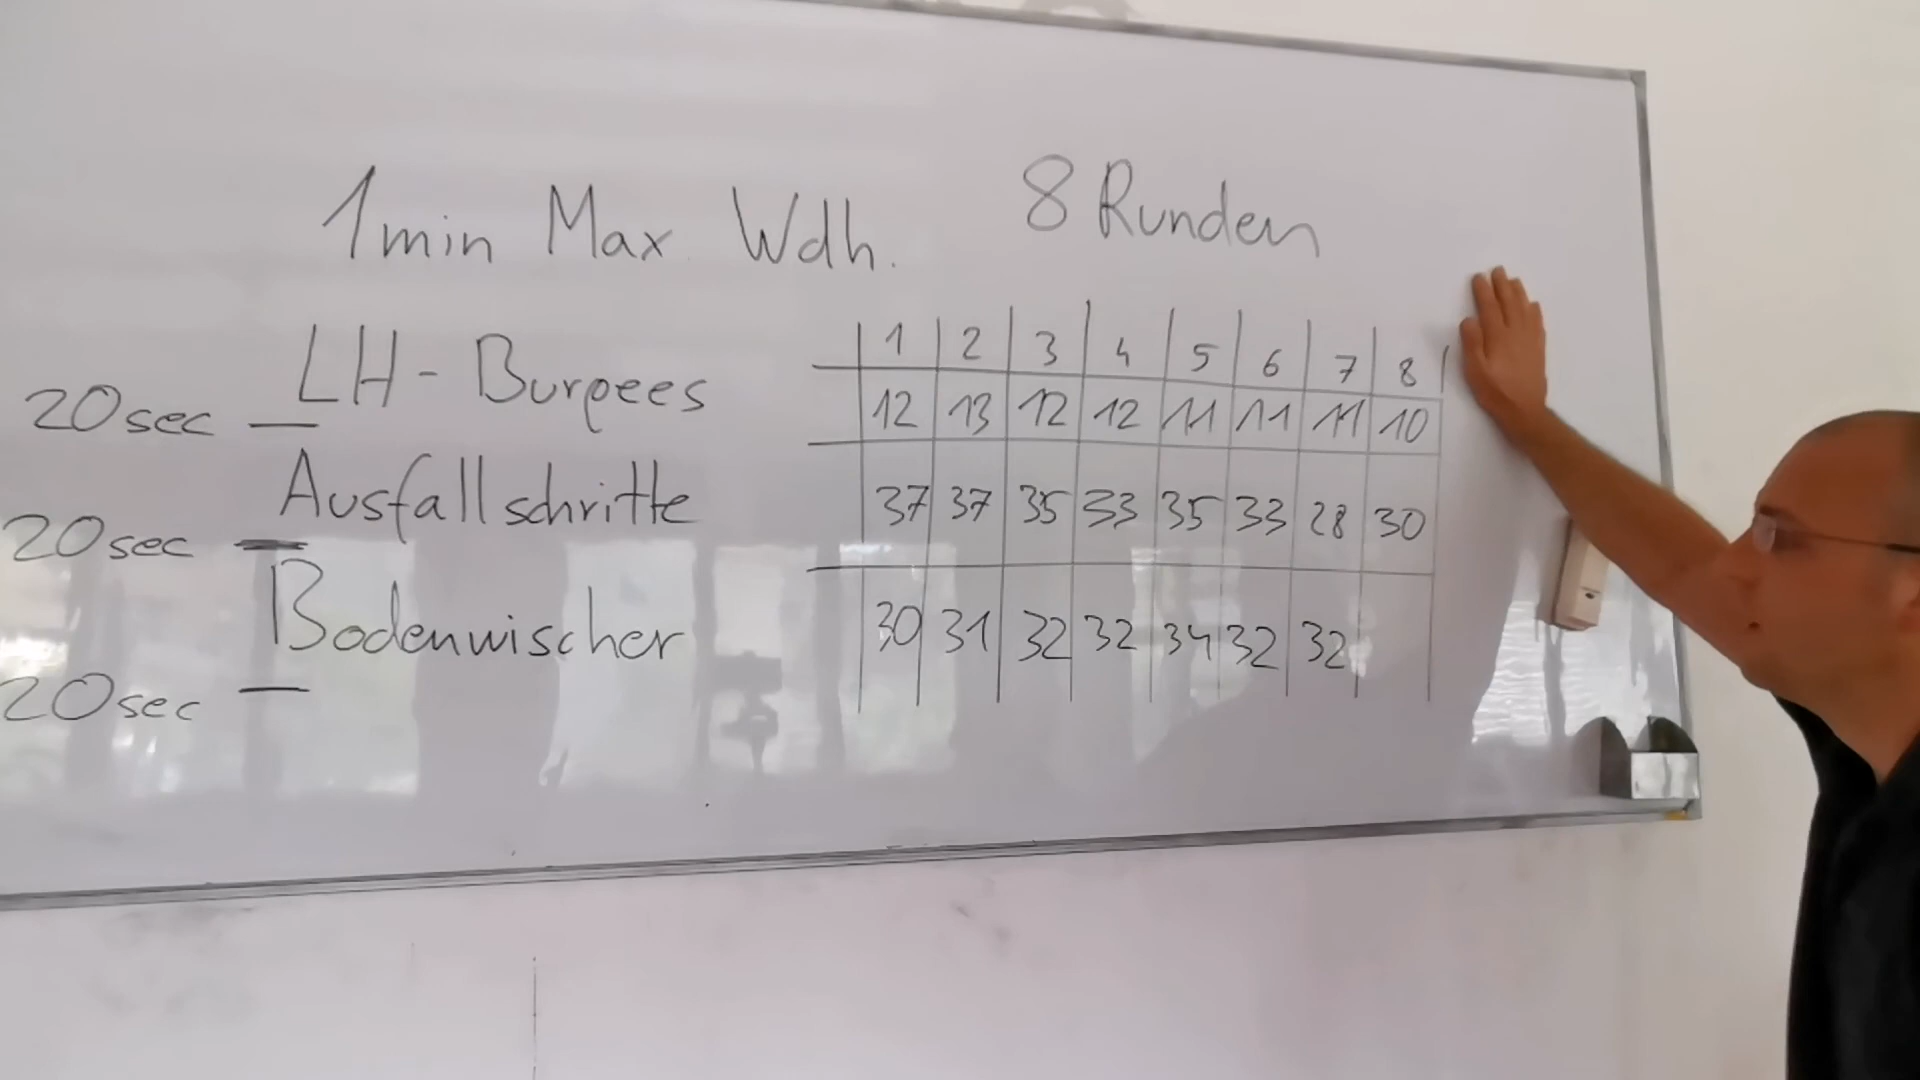 1min Max Wdh. 8 Runden
1 2 3 4 5 6 7 8
LH-Burpees 12 13 12 12 11 11 11 10
20sec —
Ausfallschritte 37 37 35 33 35 33 28 30
20sec —
Bodenwischer 30 31 32 32 34 32 32
20sec —